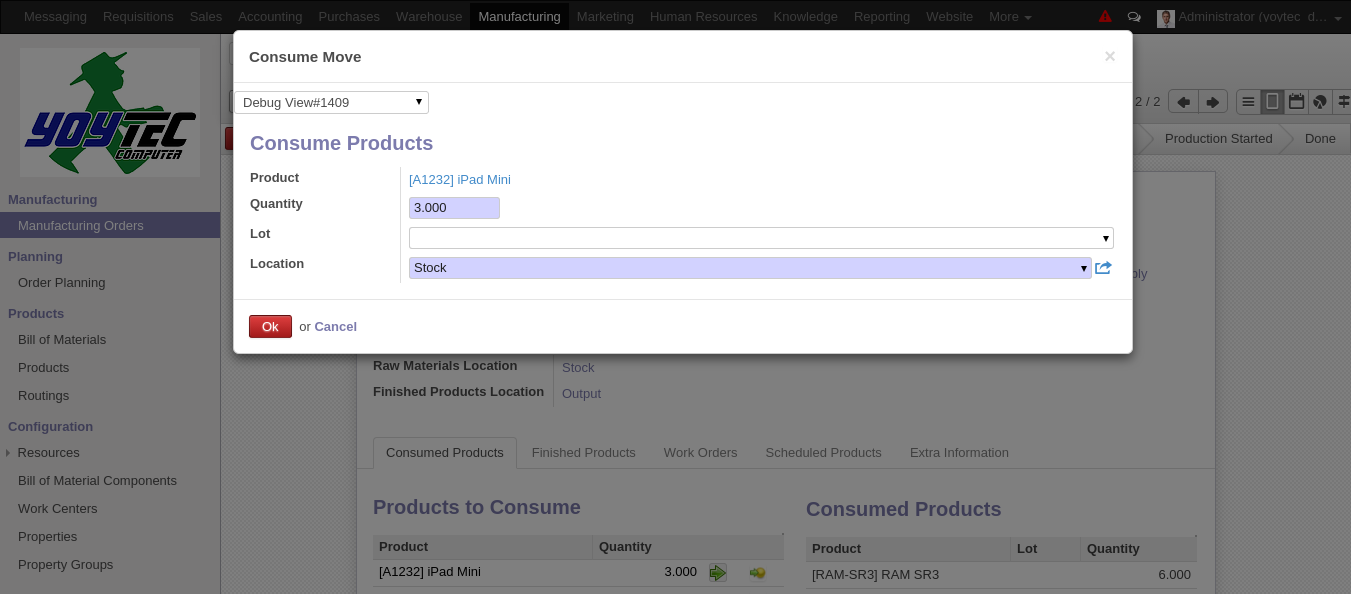 Messaging Requisitions Sales Accounting Purchases Warehouse Manufacturing Marketing Human Resources Knowledge Reporting Website More Administrator (yoytec_d...
Consume Move ×
YOYTEC
COMPUTER
Debug View#1409
2 / 2
Production Started Done
Consume Products
Product [A1232] iPad Mini
Quantity 3.000
Lot
Location Stock
Ok or Cancel
Manufacturing
Manufacturing Orders
Planning
Order Planning
Products
Bill of Materials
Products
Routings
Configuration
Resources
Bill of Material Components
Work Centers
Properties
Property Groups
Raw Materials Location Stock
Finished Products Location Output
Consumed Products Finished Products Work Orders Scheduled Products Extra Information
Products to Consume
Product Quantity
[A1232] iPad Mini 3.000
Consumed Products
Product Lot Quantity
[RAM-SR3] RAM SR3 6.000